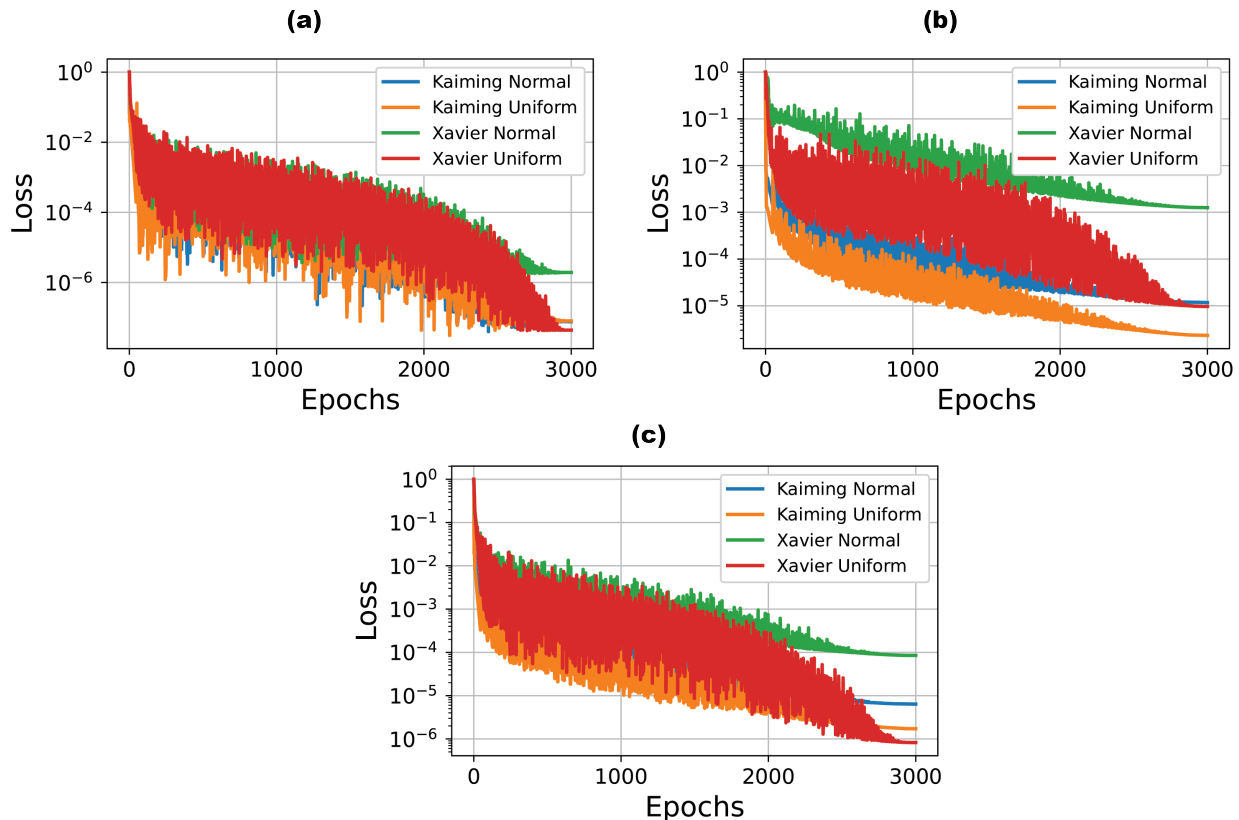 (a)
10^0
10^-2
10^-4
10^-6
Loss
0 1000 2000 3000
Epochs
Kaiming Normal
Kaiming Uniform
Xavier Normal
Xavier Uniform
(b)
10^0
10^-1
10^-2
10^-3
10^-4
10^-5
Loss
0 1000 2000 3000
Epochs
Kaiming Normal
Kaiming Uniform
Xavier Normal
Xavier Uniform
(c)
10^0
10^-1
10^-2
10^-3
10^-4
10^-5
10^-6
Loss
0 1000 2000 3000
Epochs
Kaiming Normal
Kaiming Uniform
Xavier Normal
Xavier Uniform